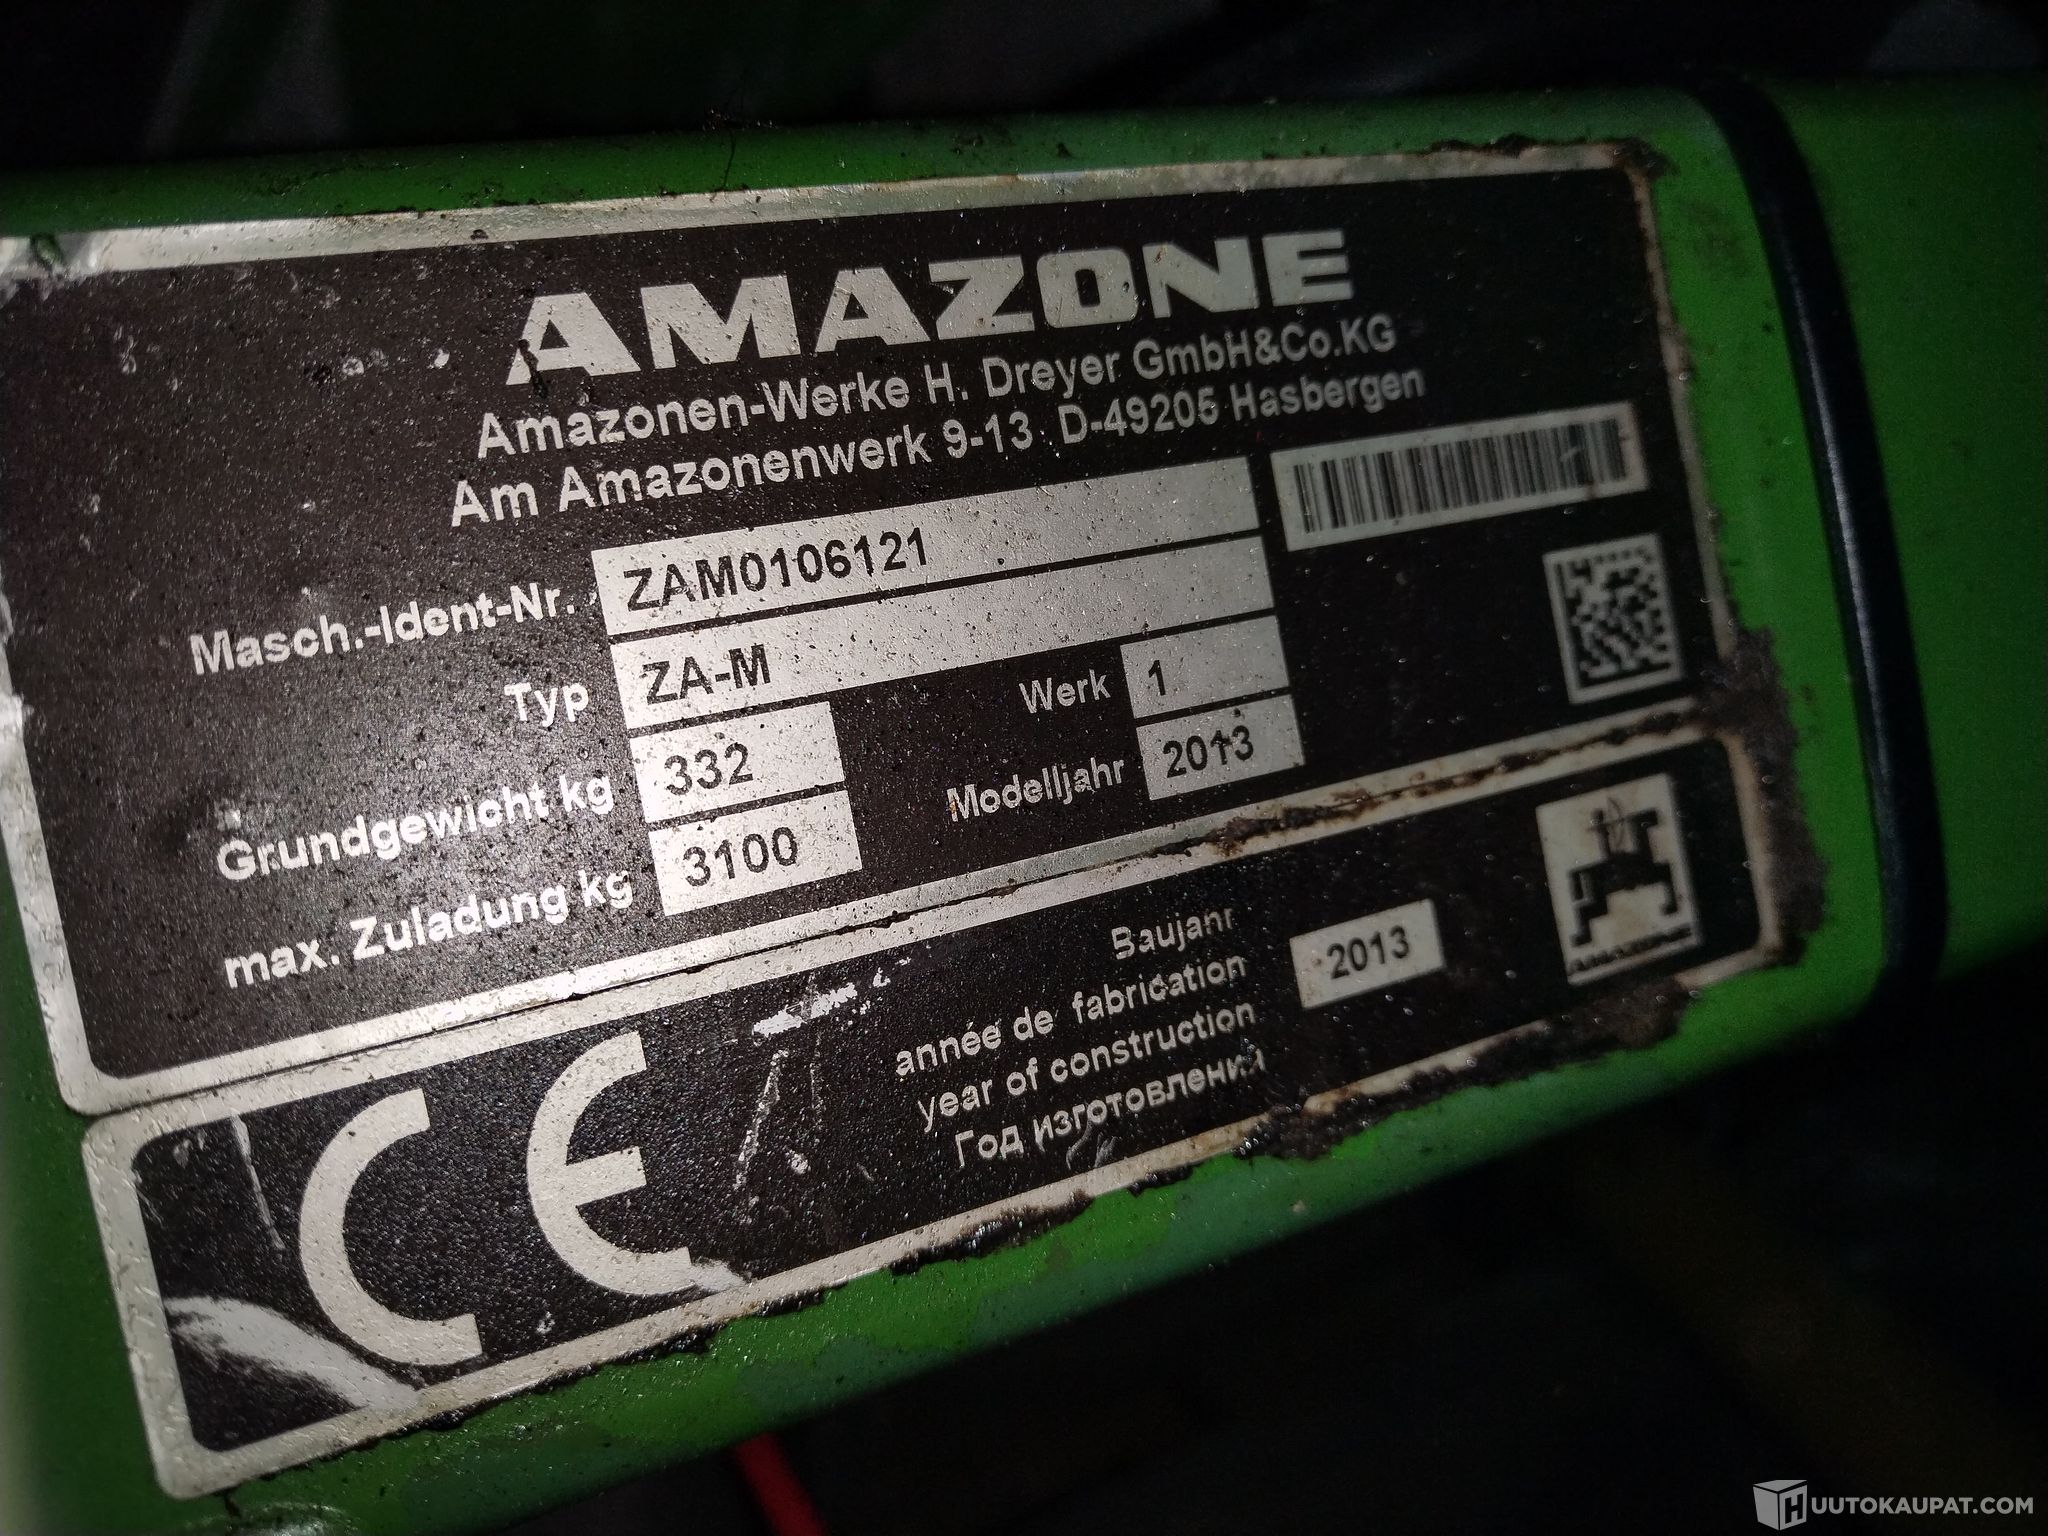 AMAZONE
Amazonen-Werke H. Dreyer GmbH&Co.KG
Am Amazonenwerk 9-13 D-49205 Hasbergen
Masch.-Ident-Nr. ZAM0106121
Typ ZA-M
Werk 1
Grundgewicht kg 332
Modelljahr 2013
max. Zuladung kg 3100
CE
Baujahr
année de fabrication
year of construction
Год изготовления
2013
AMAZONE
HUUTOKAUPAT.COM